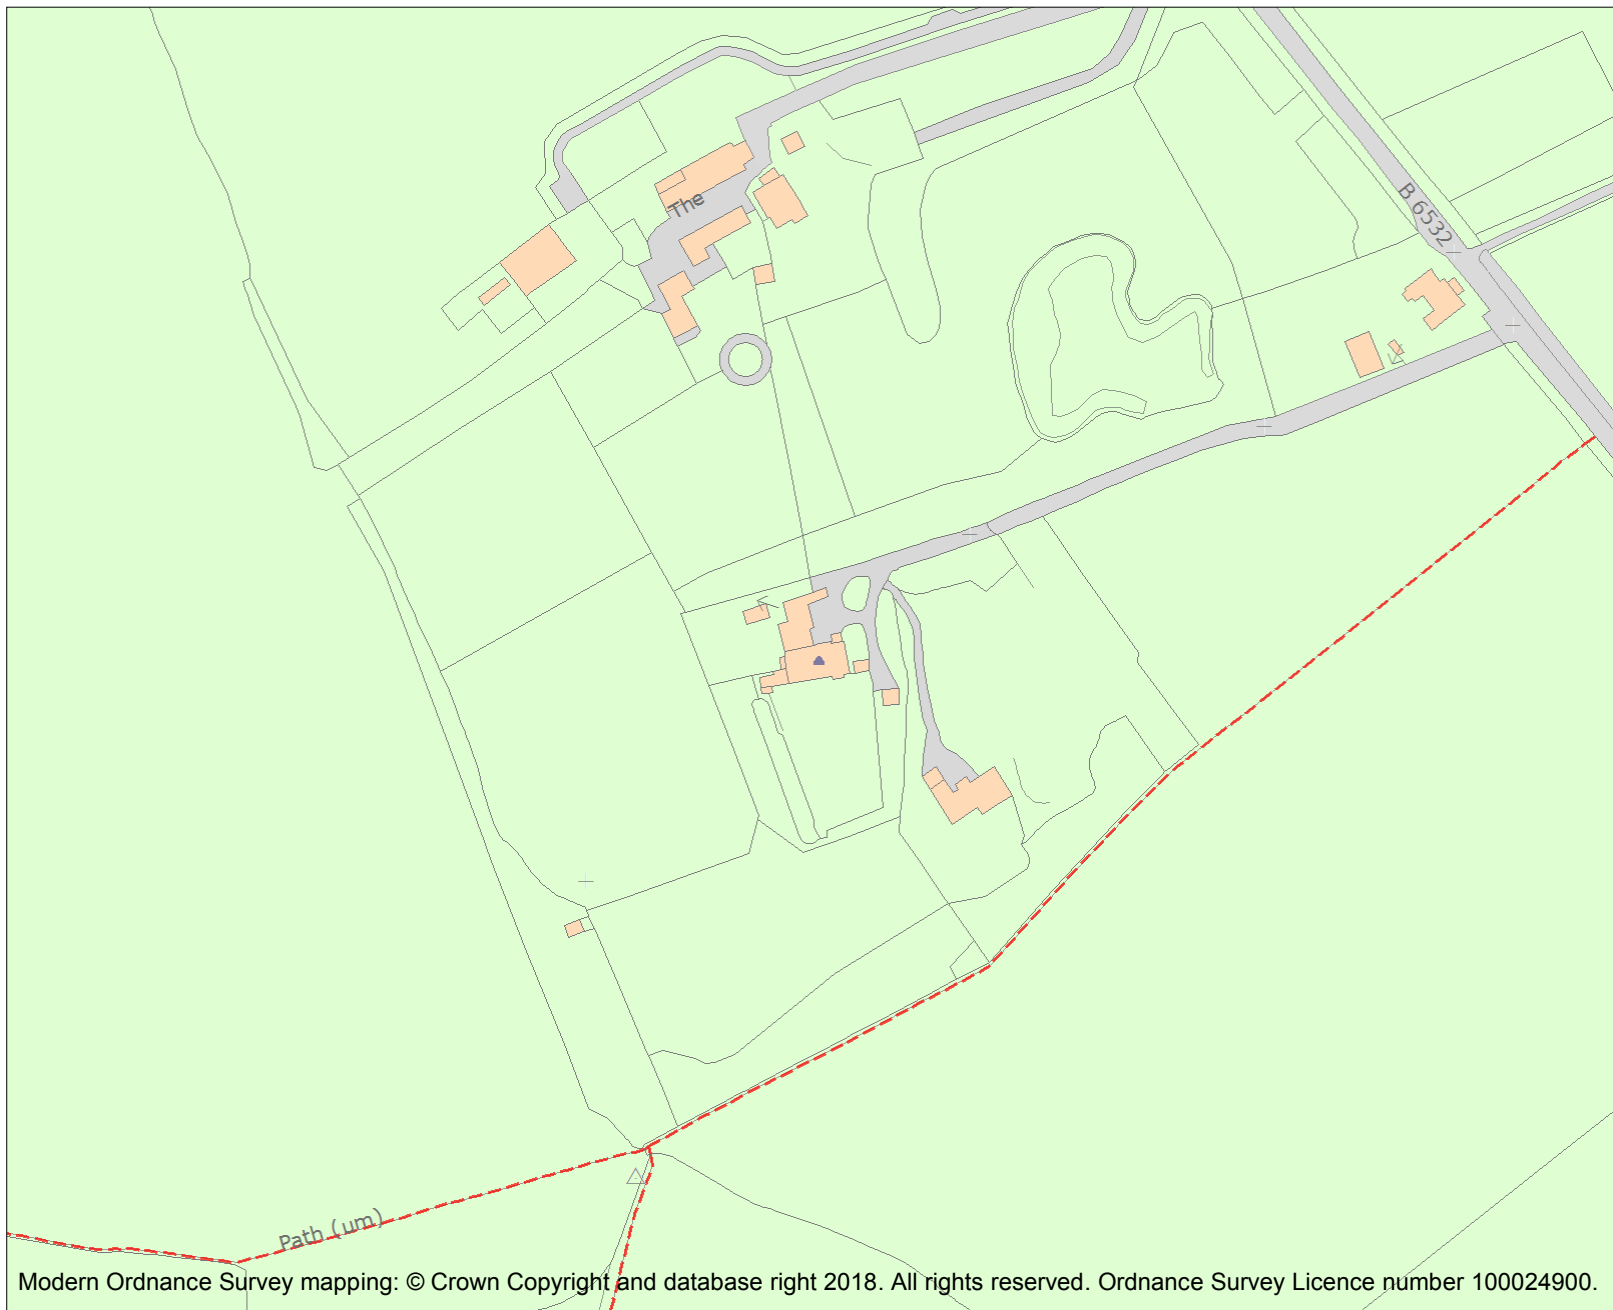 The
B 6532
Path (um)
Modern Ordnance Survey mapping: © Crown Copyright and database right 2018. All rights reserved. Ordnance Survey Licence number 100024900.